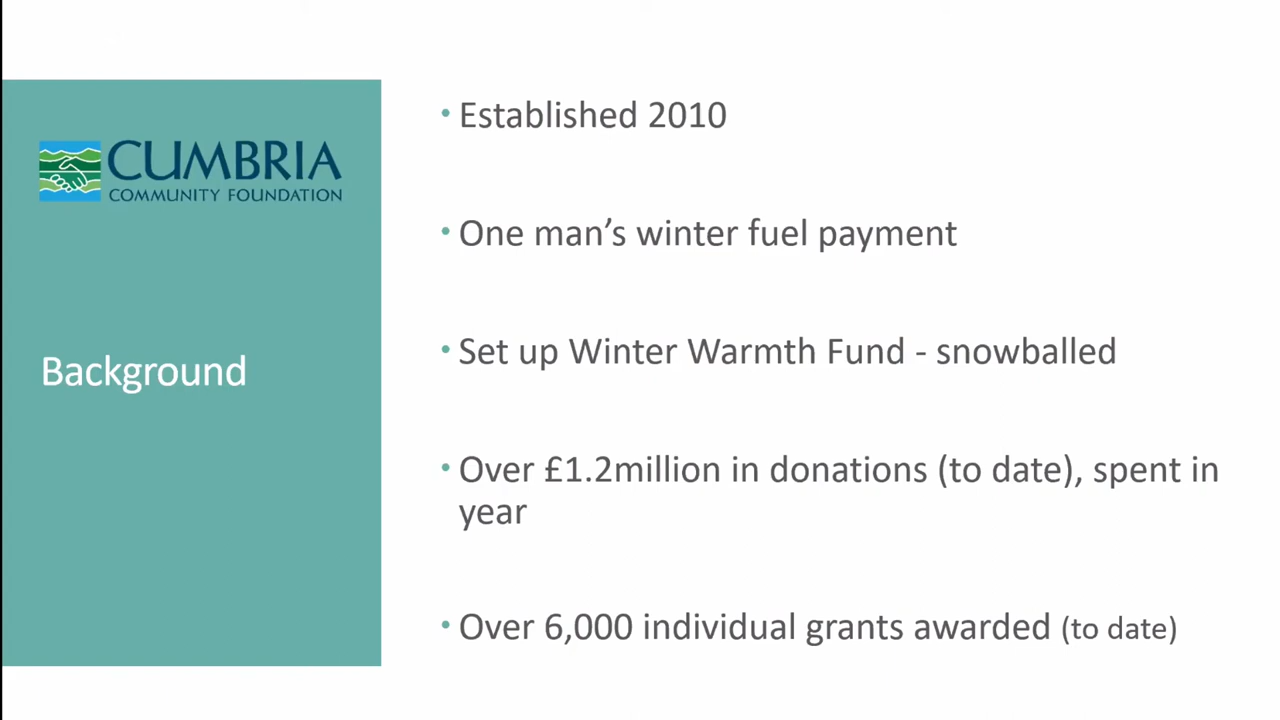 CUMBRIA
COMMUNITY FOUNDATION
Background
• Established 2010
• One man’s winter fuel payment
• Set up Winter Warmth Fund - snowballed
• Over £1.2million in donations (to date), spent in
year
• Over 6,000 individual grants awarded (to date)